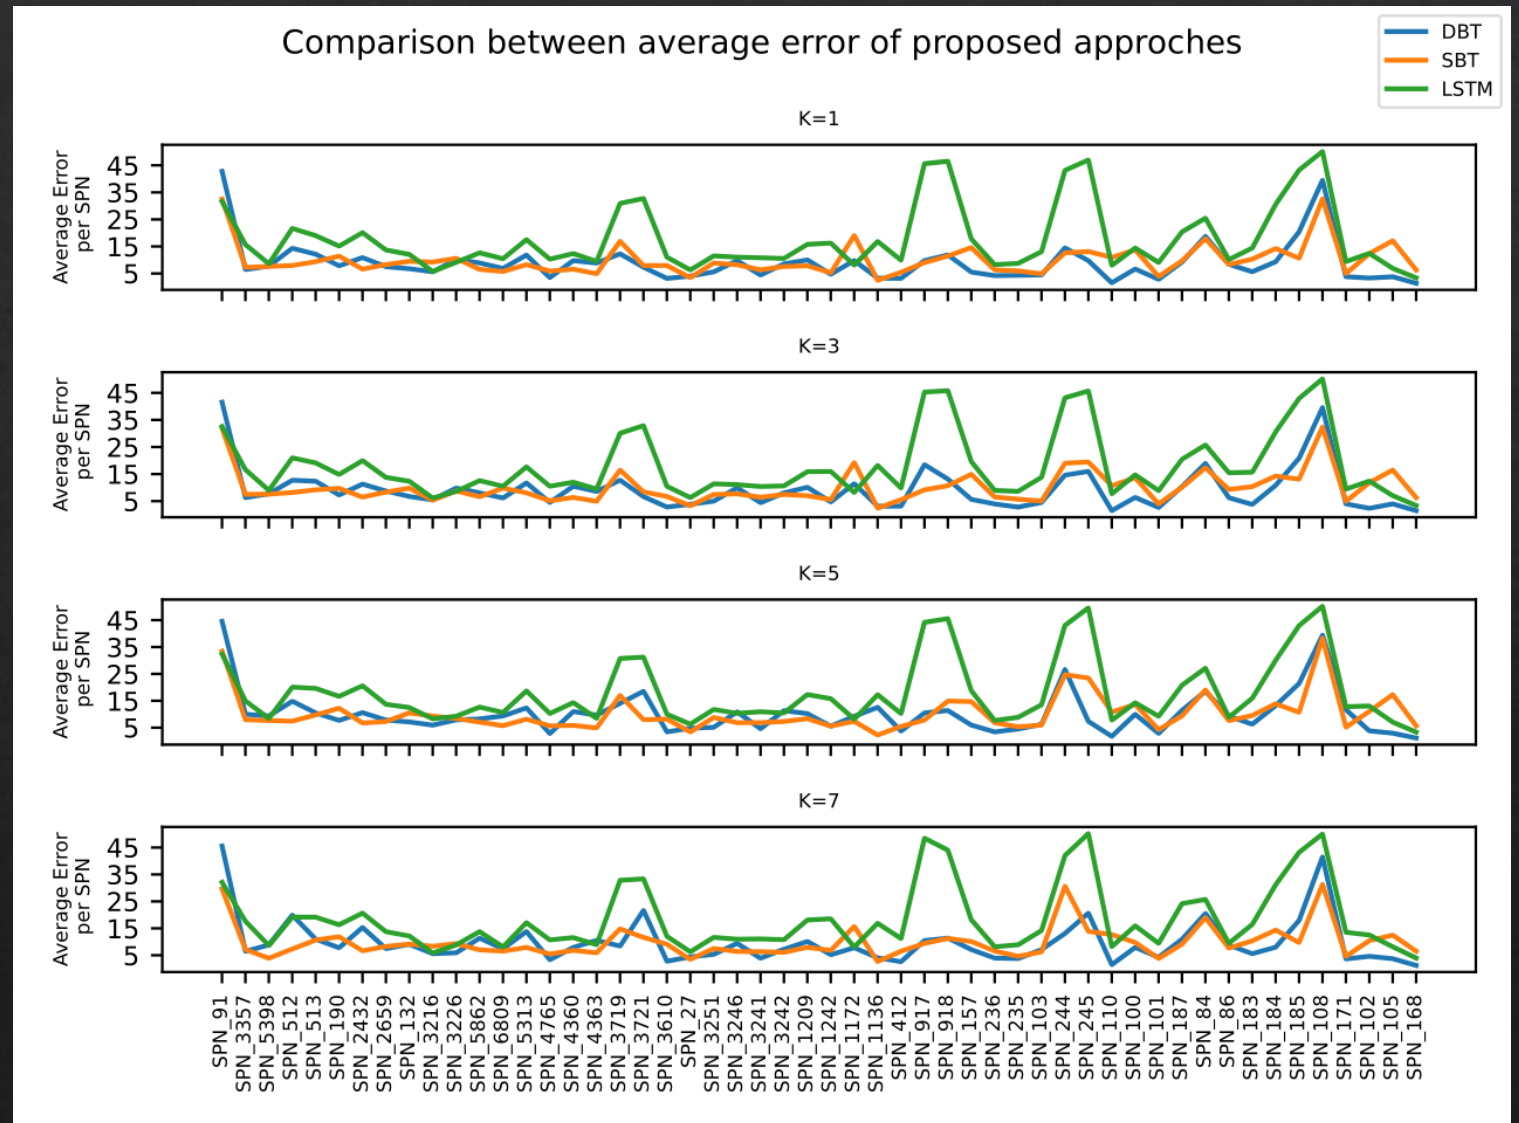 Comparison between average error of proposed approches
DBT
SBT
LSTM
K=1
Average Error
per SPN
45
35
25
15
5
K=3
Average Error
per SPN
45
35
25
15
5
K=5
Average Error
per SPN
45
35
25
15
5
K=7
Average Error
per SPN
45
35
25
15
5
SPN_91
SPN_3357
SPN_5398
SPN_512
SPN_513
SPN_190
SPN_2432
SPN_2659
SPN_132
SPN_3216
SPN_3226
SPN_5862
SPN_6809
SPN_5313
SPN_4765
SPN_4360
SPN_4363
SPN_3719
SPN_3721
SPN_3610
SPN_27
SPN_3251
SPN_3246
SPN_3241
SPN_3242
SPN_1209
SPN_1242
SPN_1172
SPN_1136
SPN_412
SPN_917
SPN_918
SPN_157
SPN_236
SPN_235
SPN_103
SPN_244
SPN_245
SPN_110
SPN_100
SPN_101
SPN_187
SPN_84
SPN_86
SPN_183
SPN_184
SPN_185
SPN_108
SPN_171
SPN_102
SPN_105
SPN_168